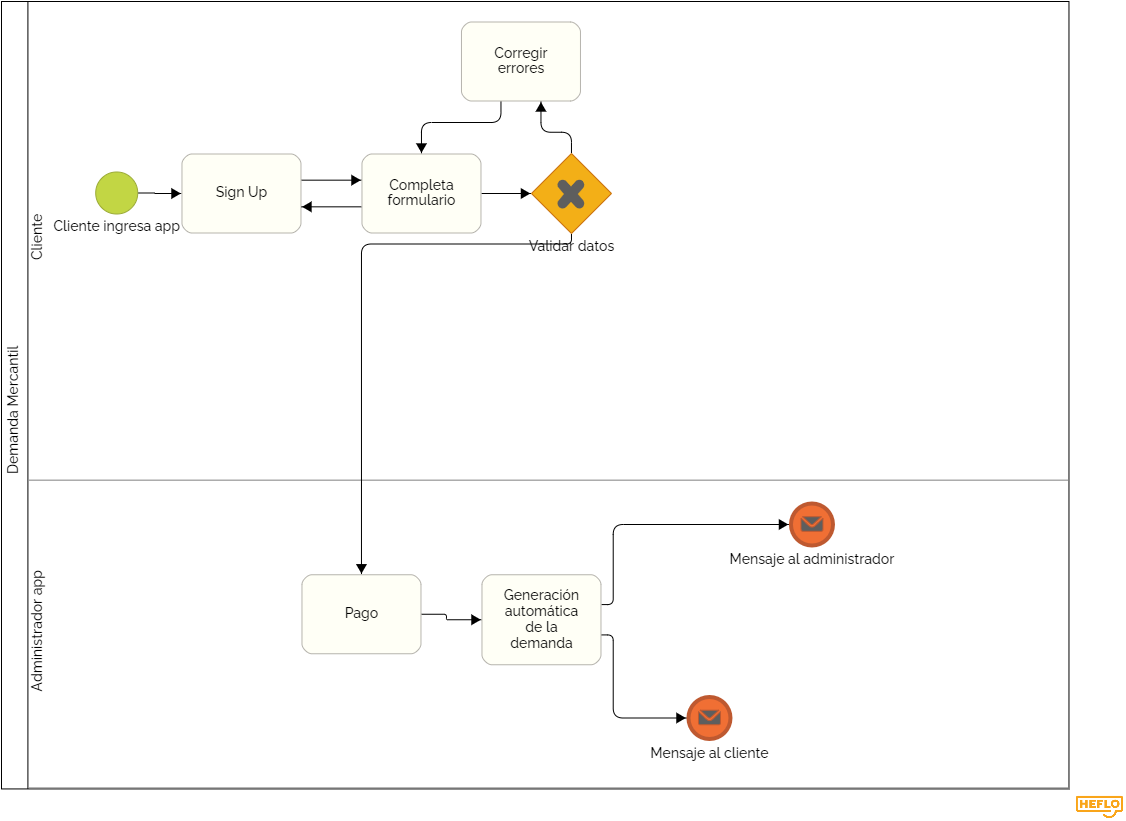 Demanda Mercantil
Cliente
Corregir
errores
Cliente ingresa app
Sign Up
Completa
formulario
Validar datos
Administrador app
Pago
Generación
automática
de la
demanda
Mensaje al administrador
Mensaje al cliente
HEFLO